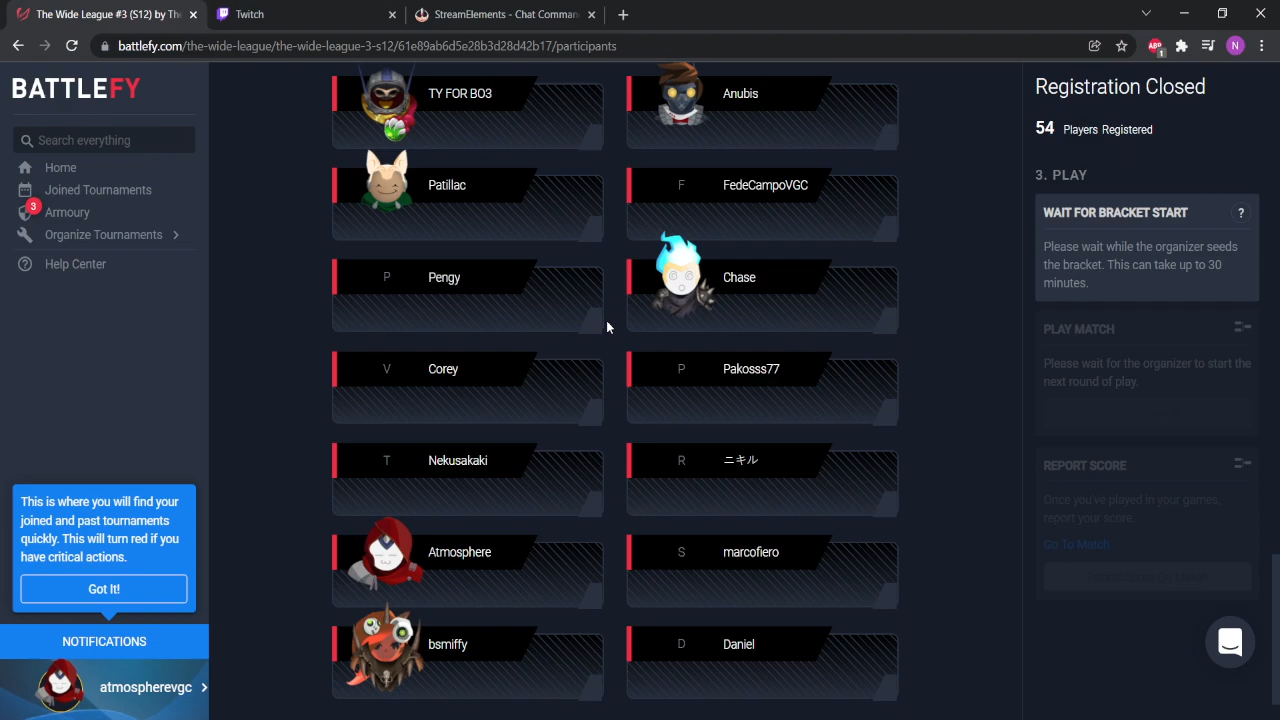 The Wide League #3 (S12) by The
Twitch
StreamElements - Chat Comman
battlefy.com/the-wide-league/the-wide-league-3-s12/61e89ab6d5e28b3d28d42b17/participants
ABP
1
N
BATTLEFY
Search everything
Home
Joined Tournaments
3
Armoury
Organize Tournaments
Help Center
This is where you will find your
joined and past tournaments
quickly. This will turn red if you
have critical actions.
Got It!
NOTIFICATIONS
atmospherevgc
TY FOR BO3
Anubis
Patillac
F FedeCampoVGC
P Pengy
Chase
V Corey
P Pakosss77
T Nekusakaki
R ニキル
Atmosphere
S marcofiero
bsmiffy
D Daniel
Registration Closed
54 Players Registered
3. PLAY
WAIT FOR BRACKET START ?
Please wait while the organizer seeds
the bracket. This can take up to 30
minutes.
PLAY MATCH
Please wait for the organizer to start the
next round of play.
REPORT SCORE
Once you've played in your games,
report your score.
Go To Match